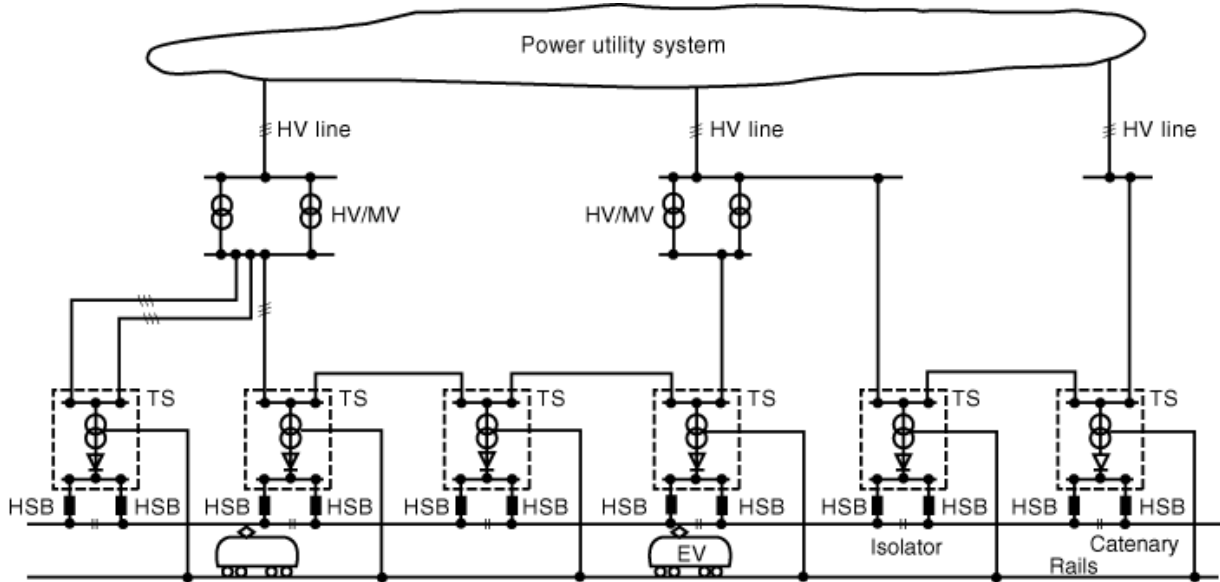 Power utility system
HV line
HV line
HV line
HV/MV
HV/MV
TS
TS
TS
TS
TS
TS
HSB
HSB
HSB
HSB
HSB
HSB
HSB
HSB
HSB
HSB
HSB
HSB
EV
Isolator
Catenary
Rails